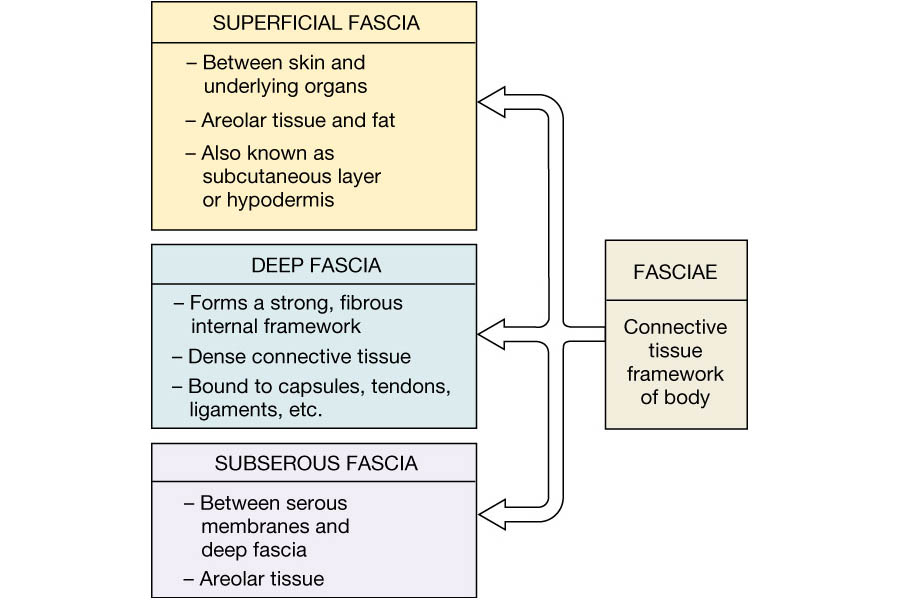 SUPERFICIAL FASCIA
– Between skin and
underlying organs
– Areolar tissue and fat
– Also known as
subcutaneous layer
or hypodermis
DEEP FASCIA
– Forms a strong, fibrous
internal framework
– Dense connective tissue
– Bound to capsules, tendons,
ligaments, etc.
SUBSEROUS FASCIA
– Between serous
membranes and
deep fascia
– Areolar tissue
FASCIAE
Connective
tissue
framework
of body